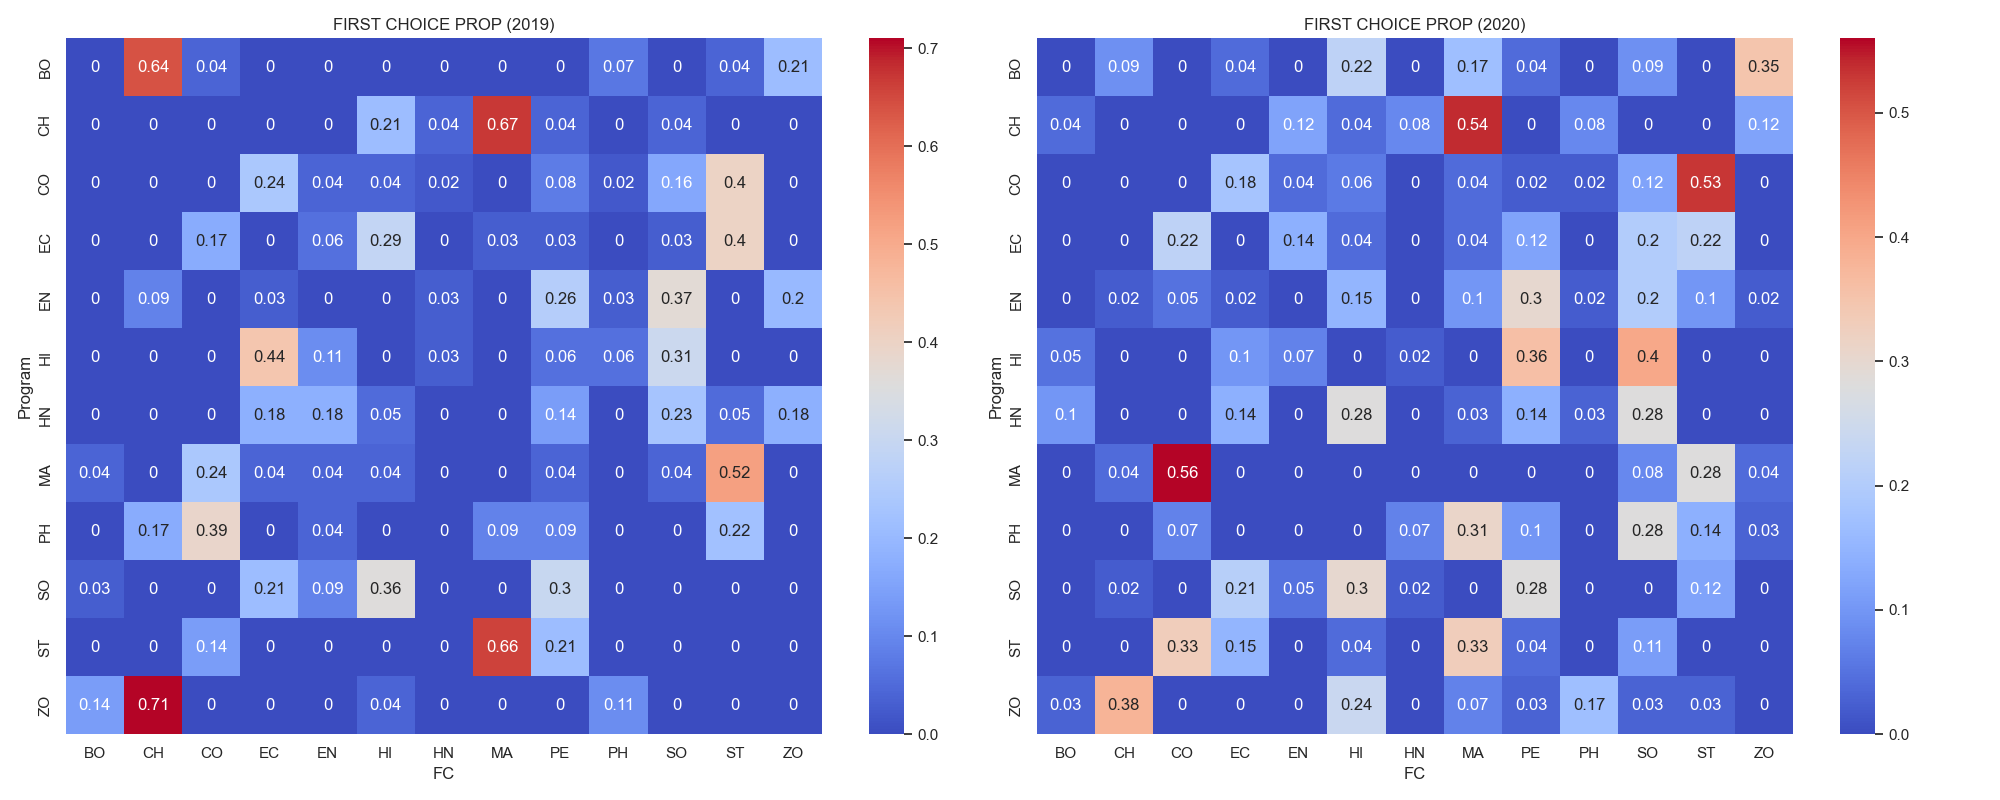 FIRST CHOICE PROP (2019)
BO 0 0.64 0.04 0 0 0 0 0 0 0.07 0 0.04 0.21
CH 0 0 0 0 0 0.21 0.04 0.67 0.04 0 0.04 0 0
CO 0 0 0 0.24 0.04 0.04 0.02 0 0.08 0.02 0.16 0.4 0
EC 0 0 0.17 0 0.06 0.29 0 0.03 0.03 0 0.03 0.4 0
EN 0 0.09 0 0.03 0 0 0.03 0 0.26 0.03 0.37 0 0.2
HI 0 0 0 0.44 0.11 0 0.03 0 0.06 0.06 0.31 0 0
HN 0 0 0 0.18 0.18 0.05 0 0 0.14 0 0.23 0.05 0.18
MA 0.04 0 0.24 0.04 0.04 0.04 0 0 0.04 0 0.04 0.52 0
PH 0 0.17 0.39 0 0.04 0 0 0.09 0.09 0 0 0.22 0
SO 0.03 0 0 0.21 0.09 0.36 0 0 0.3 0 0 0 0
ST 0 0 0.14 0 0 0 0 0.66 0.21 0 0 0 0
ZO 0.14 0.71 0 0 0 0.04 0 0 0 0.11 0 0 0
BO CH CO EC EN HI HN MA PE PH SO ST ZO
FC
Program
0.7
0.6
0.5
0.4
0.3
0.2
0.1
0.0
FIRST CHOICE PROP (2020)
BO 0 0.09 0 0.04 0 0.22 0 0.17 0.04 0 0.09 0 0.35
CH 0.04 0 0 0 0.12 0.04 0.08 0.54 0 0.08 0 0 0.12
CO 0 0 0 0.18 0.04 0.06 0 0.04 0.02 0.02 0.12 0.53 0
EC 0 0 0.22 0 0.14 0.04 0 0.04 0.12 0 0.2 0.22 0
EN 0 0.02 0.05 0.02 0 0.15 0 0.1 0.3 0.02 0.2 0.1 0.02
HI 0.05 0 0 0.1 0.07 0 0.02 0 0.36 0 0.4 0 0
HN 0.1 0 0 0.14 0 0.28 0 0.03 0.14 0.03 0.28 0 0
MA 0 0.04 0.56 0 0 0 0 0 0 0 0.08 0.28 0.04
PH 0 0 0.07 0 0 0 0.07 0.31 0.1 0 0.28 0.14 0.03
SO 0 0.02 0 0.21 0.05 0.3 0.02 0 0.28 0 0 0.12 0
ST 0 0 0.33 0.15 0 0.04 0 0.33 0.04 0 0.11 0 0
ZO 0.03 0.38 0 0 0 0.24 0 0.07 0.03 0.17 0.03 0.03 0
BO CH CO EC EN HI HN MA PE PH SO ST ZO
FC
Program
0.5
0.4
0.3
0.2
0.1
0.0